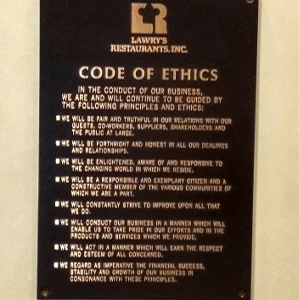 LAWRY'S
RESTAURANTS, INC.
CODE OF ETHICS
IN THE CONDUCT OF OUR BUSINESS,
WE ARE AND WILL CONTINUE TO BE GUIDED BY
THE FOLLOWING PRINCIPLES AND ETHICS:
WE WILL BE FAIR AND TRUTHFUL IN OUR RELATIONS WITH OUR
GUESTS, CO-WORKERS, SUPPLIERS, SHAREHOLDERS AND
THE PUBLIC AT LARGE.
WE WILL BE FORTHRIGHT AND HONEST IN ALL OUR DEALINGS
AND RELATIONSHIPS.
WE WILL BE ENLIGHTENED, AWARE OF AND RESPONSIVE TO
THE CHANGING WORLD IN WHICH WE RESIDE.
WE WILL BE A RESPONSIBLE AND EXEMPLARY CITIZEN AND A
CONSTRUCTIVE MEMBER OF THE VARIOUS COMMUNITIES OF
WHICH WE ARE A PART.
WE WILL CONSTANTLY STRIVE TO IMPROVE UPON ALL THAT
WE DO.
WE WILL CONDUCT OUR BUSINESS IN A MANNER WHICH WILL
ENABLE US TO TAKE PRIDE IN OUR EFFORTS AND IN THE
PRODUCTS AND SERVICES WHICH WE PROVIDE.
WE WILL ACT IN A MANNER WHICH WILL EARN THE RESPECT
AND ESTEEM OF ALL CONCERNED.
WE REGARD AS IMPERATIVE THE FINANCIAL SUCCESS,
STABILITY AND GROWTH OF OUR BUSINESS IN
CONSONANCE WITH THESE PRINCIPLES.